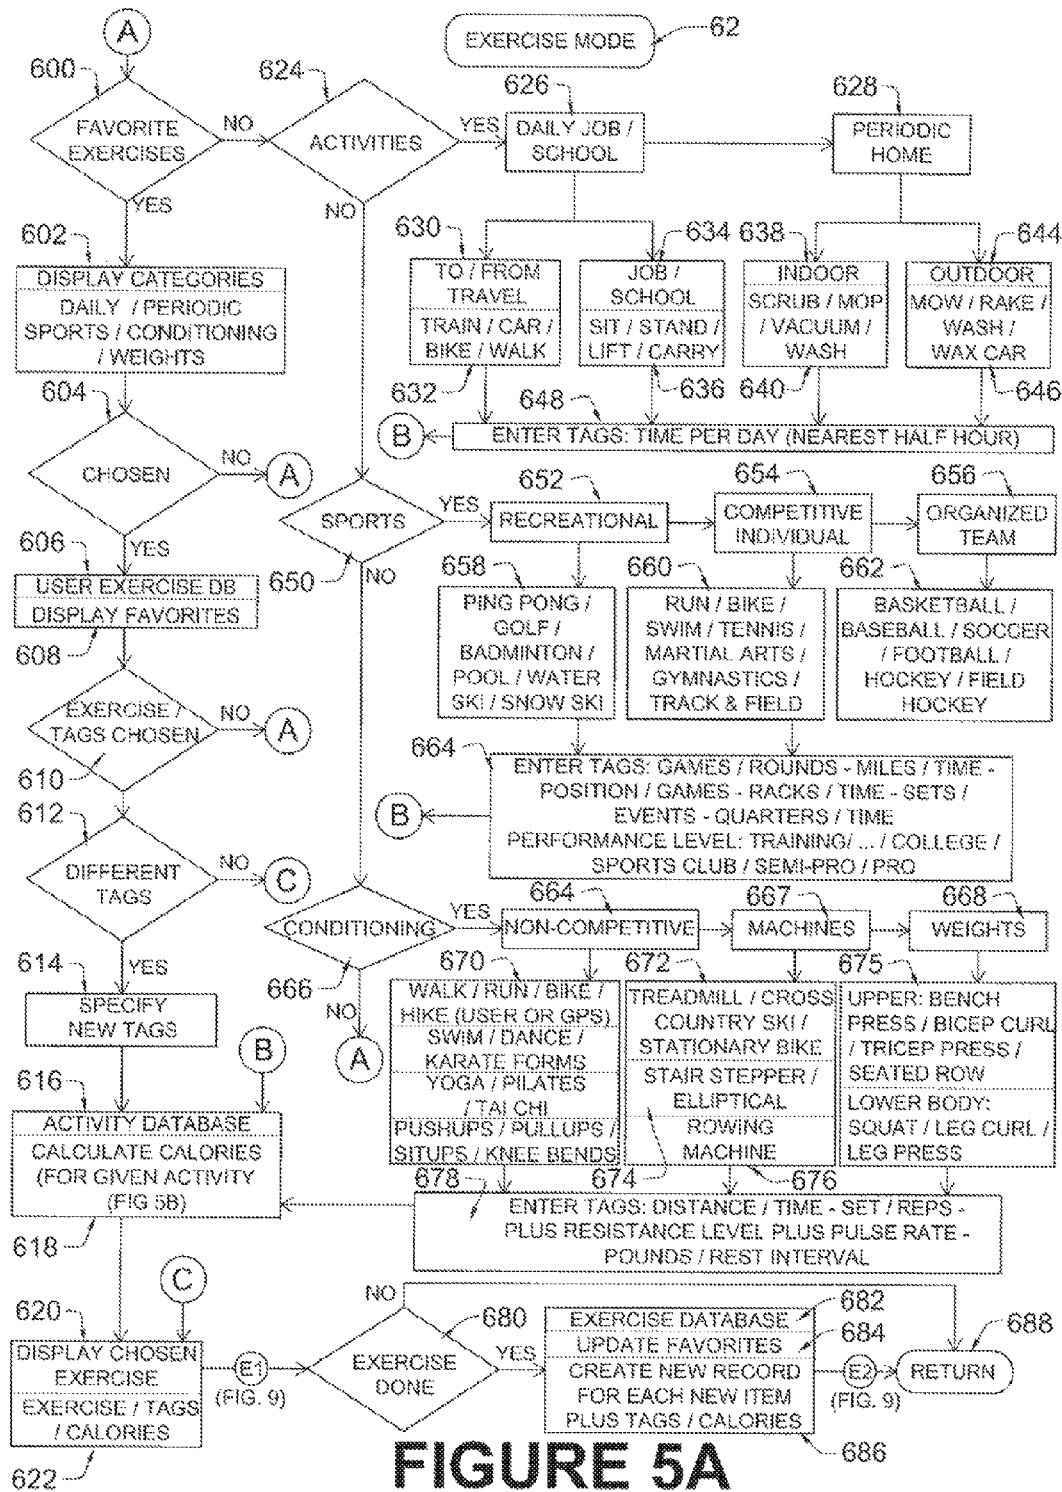 A
EXERCISE MODE
62
600
FAVORITE
EXERCISES
NO
YES
624
ACTIVITIES
YES
NO
626
DAILY JOB /
SCHOOL
628
PERIODIC
HOME
602
DISPLAY CATEGORIES
DAILY / PERIODIC
SPORTS / CONDITIONING
/ WEIGHTS
630
TO / FROM
TRAVEL
TRAIN / CAR /
BIKE / WALK
632
634
JOB /
SCHOOL
SIT / STAND /
LIFT / CARRY
636
638
INDOOR
SCRUB / MOP
/ VACUUM /
WASH
640
644
OUTDOOR
MOW / RAKE /
WASH /
WAX CAR
646
648
B
ENTER TAGS: TIME PER DAY (NEAREST HALF HOUR)
604
CHOSEN
NO
A
YES
606
USER EXERCISE DB
DISPLAY FAVORITES
608
SPORTS
YES
650
NO
652
RECREATIONAL
654
COMPETITIVE
INDIVIDUAL
656
ORGANIZED
TEAM
658
PING PONG /
GOLF /
BADMINTON /
POOL / WATER
SKI / SNOW SKI
660
RUN / BIKE /
SWIM / TENNIS /
MARTIAL ARTS /
GYMNASTICS /
TRACK & FIELD
662
BASKETBALL /
BASEBALL / SOCCER
/ FOOTBALL /
HOCKEY / FIELD
HOCKEY
EXERCISE /
TAGS CHOSEN
NO
A
610
664
ENTER TAGS: GAMES / ROUNDS - MILES / TIME -
POSITION / GAMES - RACKS / TIME - SETS /
EVENTS - QUARTERS / TIME
PERFORMANCE LEVEL: TRAINING/ ... / COLLEGE /
SPORTS CLUB / SEMI-PRO / PRO
B
612
DIFFERENT
TAGS
NO
C
YES
CONDITIONING
YES
666
NO
A
664
NON-COMPETITIVE
667
MACHINES
668
WEIGHTS
614
SPECIFY
NEW TAGS
670
WALK / RUN / BIKE /
HIKE (USER OR GPS)
SWIM / DANCE /
KARATE FORMS
YOGA / PILATES
/ TAI CHI
PUSHUPS / PULLUPS /
SITUPS / KNEE BENDS
672
TREADMILL / CROSS
COUNTRY SKI /
STATIONARY BIKE
STAIR STEPPER /
ELLIPTICAL
ROWING
MACHINE
674
676
675
UPPER: BENCH
PRESS / BICEP CURL
/ TRICEP PRESS /
SEATED ROW
LOWER BODY:
SQUAT / LEG CURL /
LEG PRESS
B
616
ACTIVITY DATABASE
CALCULATE CALORIES
(FOR GIVEN ACTIVITY
(FIG 5B)
618
678
ENTER TAGS: DISTANCE / TIME - SET / REPS -
PLUS RESISTANCE LEVEL PLUS PULSE RATE -
POUNDS / REST INTERVAL
C
620
DISPLAY CHOSEN
EXERCISE
EXERCISE / TAGS
/ CALORIES
622
E1
(FIG. 9)
NO
680
EXERCISE
DONE
YES
682
EXERCISE DATABASE
UPDATE FAVORITES
684
CREATE NEW RECORD
FOR EACH NEW ITEM
PLUS TAGS / CALORIES
686
E2
(FIG. 9)
688
RETURN
FIGURE 5A